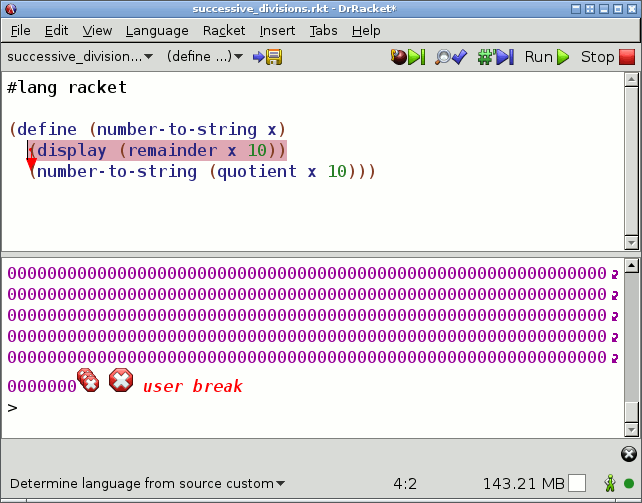 successive_divisions.rkt - DrRacket*
File Edit View Language Racket Insert Tabs Help
successive_division... (define ...) Run Stop
#lang racket
(define (number-to-string x)
(display (remainder x 10))
(number-to-string (quotient x 10)))
000000000000000000000000000000000000000000000000000000000000
000000000000000000000000000000000000000000000000000000000000
000000000000000000000000000000000000000000000000000000000000
000000000000000000000000000000000000000000000000000000000000
000000000000000000000000000000000000000000000000000000000000
0000000 user break
>
Determine language from source custom 4:2 143.21 MB